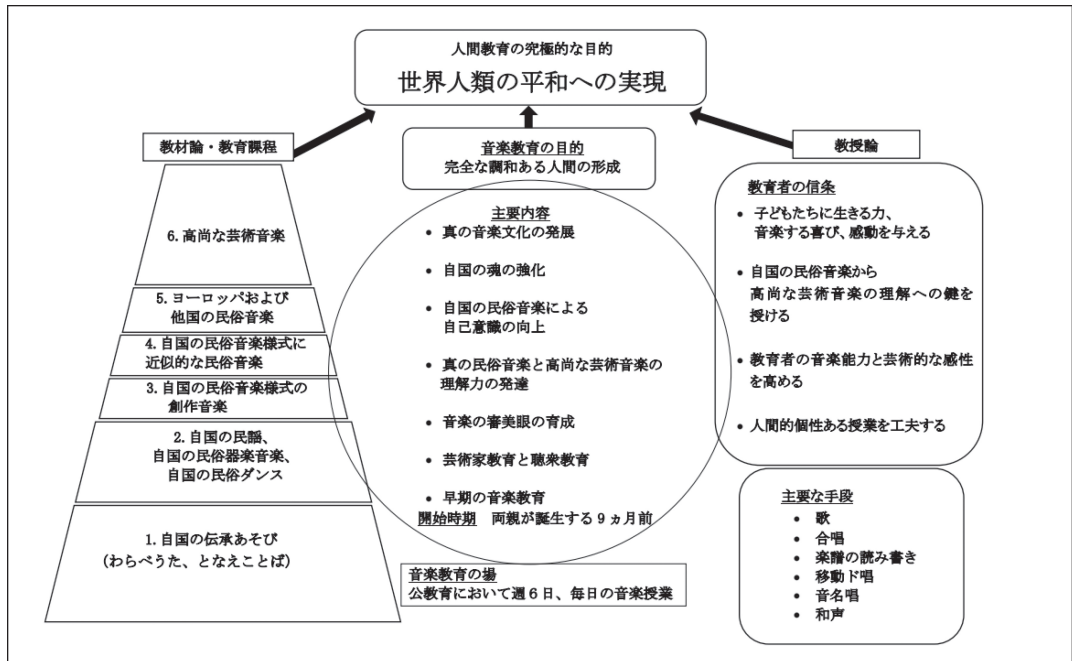 人間教育の究極的な目的
世界人類の平和への実現
教材論・教育課程
6. 高尚な芸術音楽
5. ヨーロッパおよび
他国の民俗音楽
4. 自国の民俗音楽様式に
近似的な民俗音楽
3. 自国の民俗音楽様式の
創作音楽
2. 自国の民謡、
自国の民俗器楽音楽、
自国の民俗ダンス
1. 自国の伝承あそび
(わらべうた、となえことば)
音楽教育の目的
完全な調和ある人間の形成
主要内容
• 真の音楽文化の発展
• 自国の魂の強化
• 自国の民俗音楽による
自己意識の向上
• 真の民俗音楽と高尚な芸術音楽の
理解力の発達
• 音楽の審美眼の育成
• 芸術家教育と聴衆教育
• 早期の音楽教育
開始時期 両親が誕生する9ヵ月前
音楽教育の場
公教育において週6日、毎日の音楽授業
教授論
教育者の信条
• 子どもたちに生きる力、
音楽する喜び、感動を与える
• 自国の民俗音楽から
高尚な芸術音楽の理解への鍵を
授ける
• 教育者の音楽能力と芸術的な感性
を高める
• 人間的個性ある授業を工夫する
主要な手段
• 歌
• 合唱
• 楽譜の読み書き
• 移動ド唱
• 音名唱
• 和声